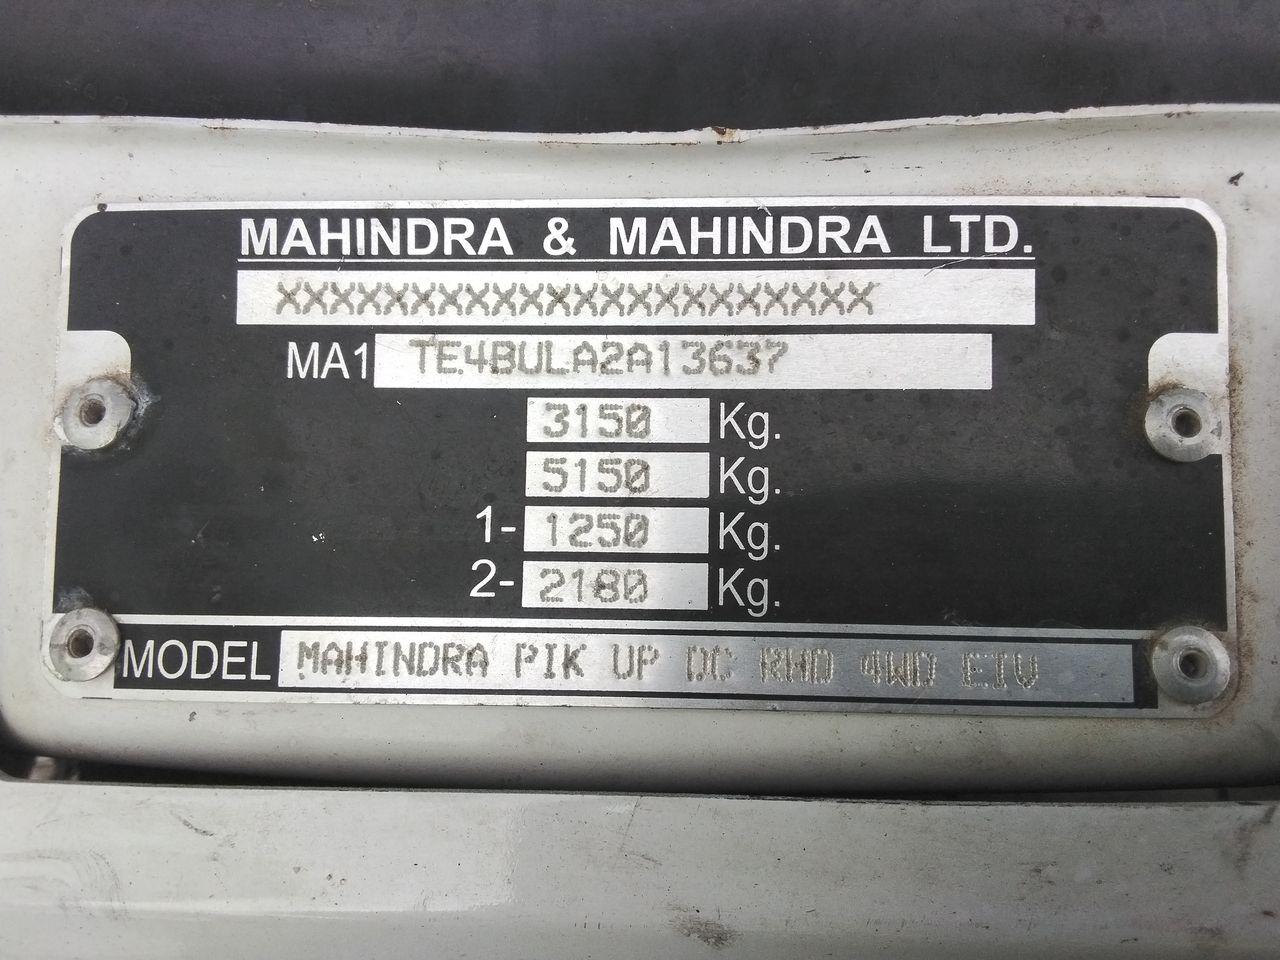 MAHINDRA & MAHINDRA LTD.
XXXXXXXXXXXXXXXXXXXXXX
MA1 TE4BULA2A13637
3150 Kg.
5150 Kg.
1- 1250 Kg.
2- 2180 Kg.
MODEL MAHINDRA PIK UP DC RHD 4WD EIV